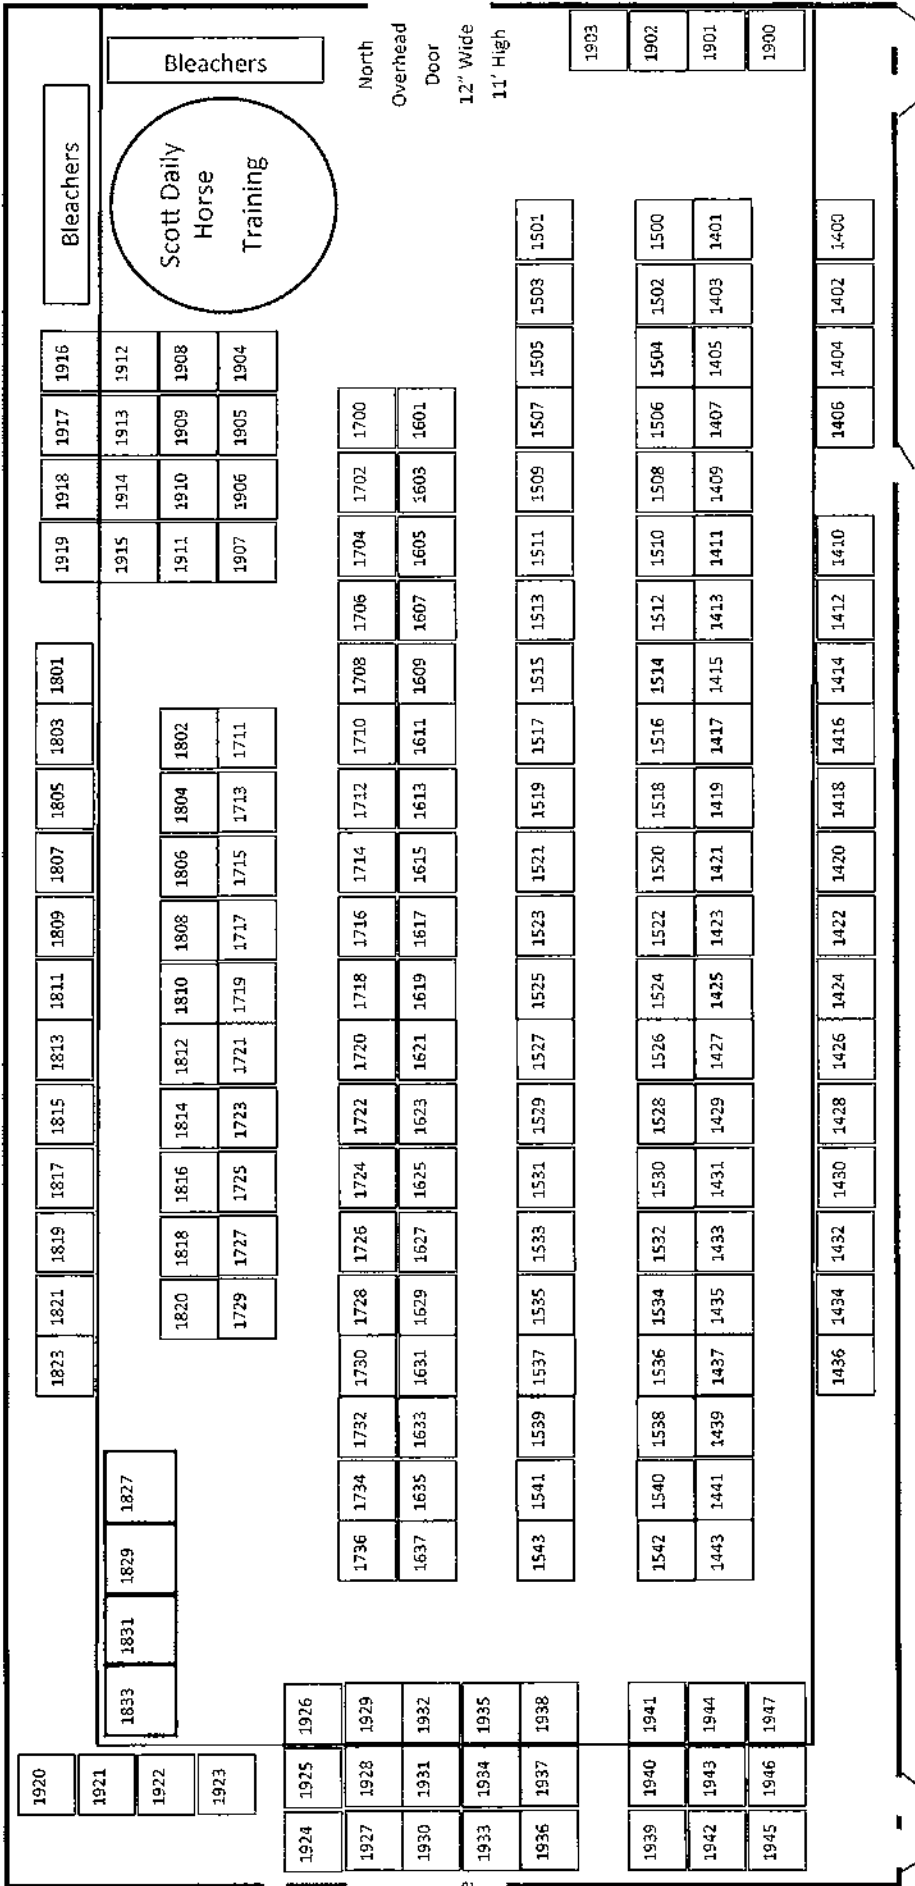 1920
1823 1821 1819 1817 1815 1813 1811 1809 1807 1805 1803 1801 1919 1918 1917 1916 Bleachers
1921
1833 1831 1829 1827 1915 1914 1913 1912
1922
1820 1818 1816 1814 1812 1810 1808 1806 1804 1802 1911 1910 1909 1908
Scott Daily
Horse
Training
Bleachers
1923
1729 1727 1725 1723 1721 1719 1717 1715 1713 1711 1907 1906 1905 1904
1924 1925 1926
1927 1928 1929 1736 1734 1732 1730 1728 1726 1724 1722 1720 1718 1716 1714 1712 1710 1708 1706 1704 1702 1700
1930 1931 1932 1637 1635 1633 1631 1629 1627 1625 1623 1621 1619 1617 1615 1613 1611 1609 1607 1605 1603 1601
North
Overhead
Door
12" Wide
11' High
1933 1934 1935
1936 1937 1938 1543 1541 1539 1537 1535 1533 1531 1529 1527 1525 1523 1521 1519 1517 1515 1513 1511 1509 1507 1505 1503 1501
1903
1939 1940 1941 1542 1540 1538 1536 1534 1532 1530 1528 1526 1524 1522 1520 1518 1516 1514 1512 1510 1508 1506 1504 1502 1500 1902
1942 1943 1944 1443 1441 1439 1437 1435 1433 1431 1429 1427 1425 1423 1421 1419 1417 1415 1413 1411 1409 1407 1405 1403 1401 1901
1945 1946 1947 1900
1436 1434 1432 1430 1428 1426 1424 1422 1420 1418 1416 1414 1412 1410 1406 1404 1402 1400